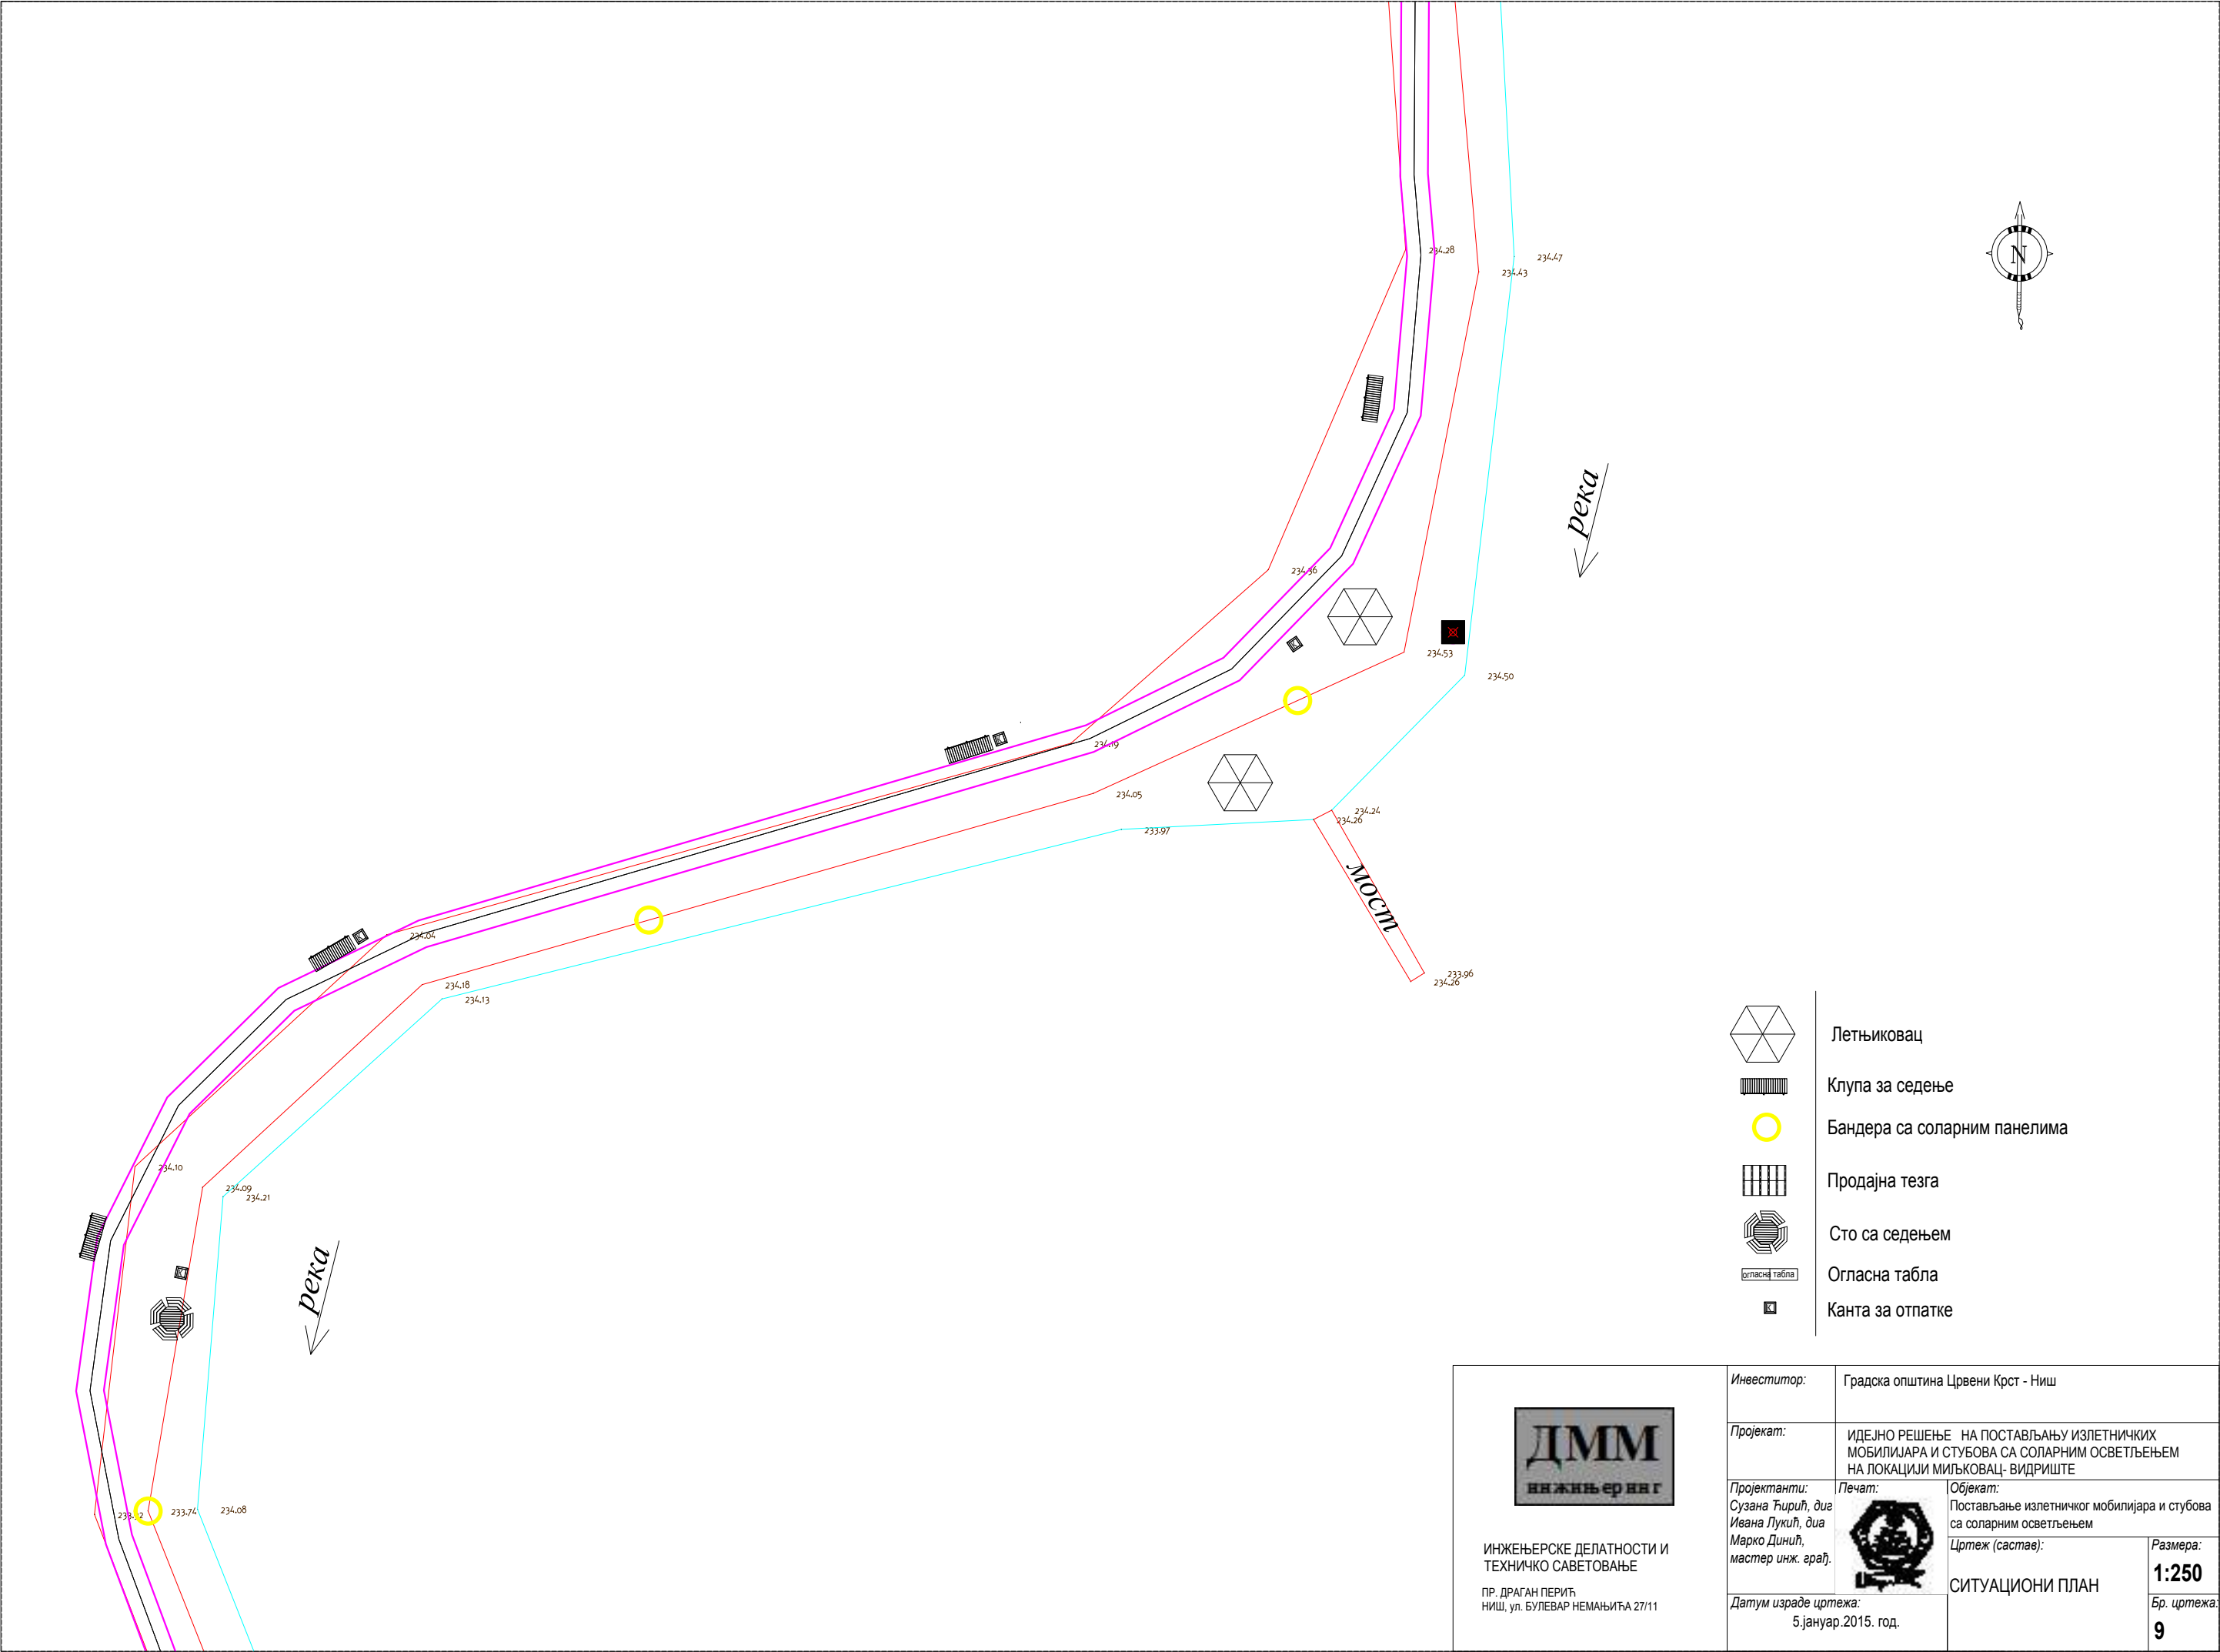 234.28
234.47
234.43
N
река
234.36
234.53
234.50
234.19
234.05
234.24
234.26
233.97
мост
234.04
234.18
234.13
233.96
234.26
234.10
234.09
234.21
река
233.74
234.08
Летњиковац
Клупа за седење
Бандера са соларним панелима
Продајна тезга
Сто са седењем
огласна табла
Огласна табла
Канта за отпатке
ДММ
инжињеринг
ИНЖЕЊЕРСКЕ ДЕЛАТНОСТИ И
ТЕХНИЧКО САВЕТОВАЊЕ
ПР. ДРАГАН ПЕРИЋ
НИШ, ул. БУЛЕВАР НЕМАЊИЋА 27/11
Инвеститор:
Градска општина Црвени Крст - Ниш
Пројекат:
ИДЕЈНО РЕШЕЊЕ НА ПОСТАВЉАЊУ ИЗЛЕТНИЧКИХ
МОБИЛИЈАРА И СТУБОВА СА СОЛАРНИМ ОСВЕТЉЕЊЕМ
НА ЛОКАЦИЈИ МИЉКОВАЦ- ВИДРИШТЕ
Пројектанти:
Сузана Ћирић, диг
Ивана Лукић, диа
Марко Динић,
мастер инж. грађ.
Печат:
Објекат:
Постављање излетничког мобилијара и стубова
са соларним осветљењем
Цртеж (састав):
СИТУАЦИОНИ ПЛАН
Размера:
1:250
Датум израде цртежа:
5.јануар.2015. год.
Бр. цртежа:
9